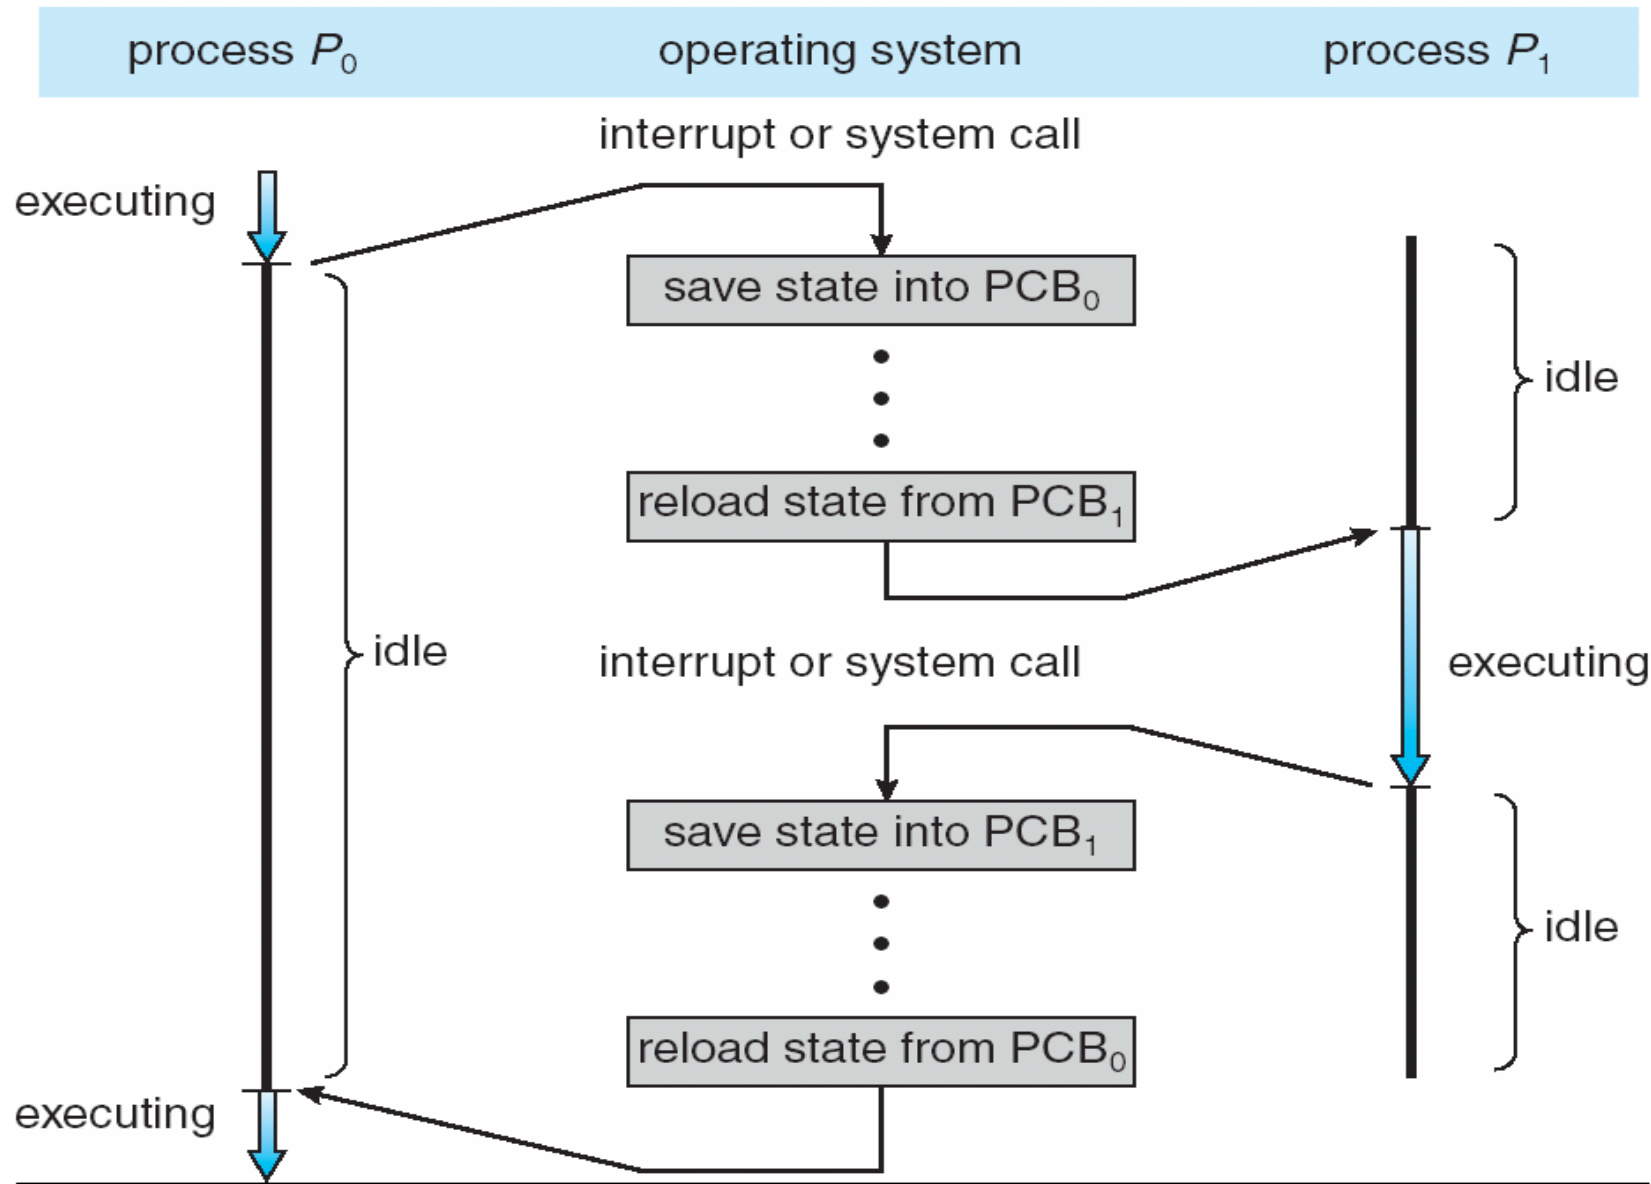 process P₀ operating system process P₁
interrupt or system call
executing
save state into PCB₀
idle
reload state from PCB₁
idle
interrupt or system call
executing
save state into PCB₁
idle
reload state from PCB₀
executing